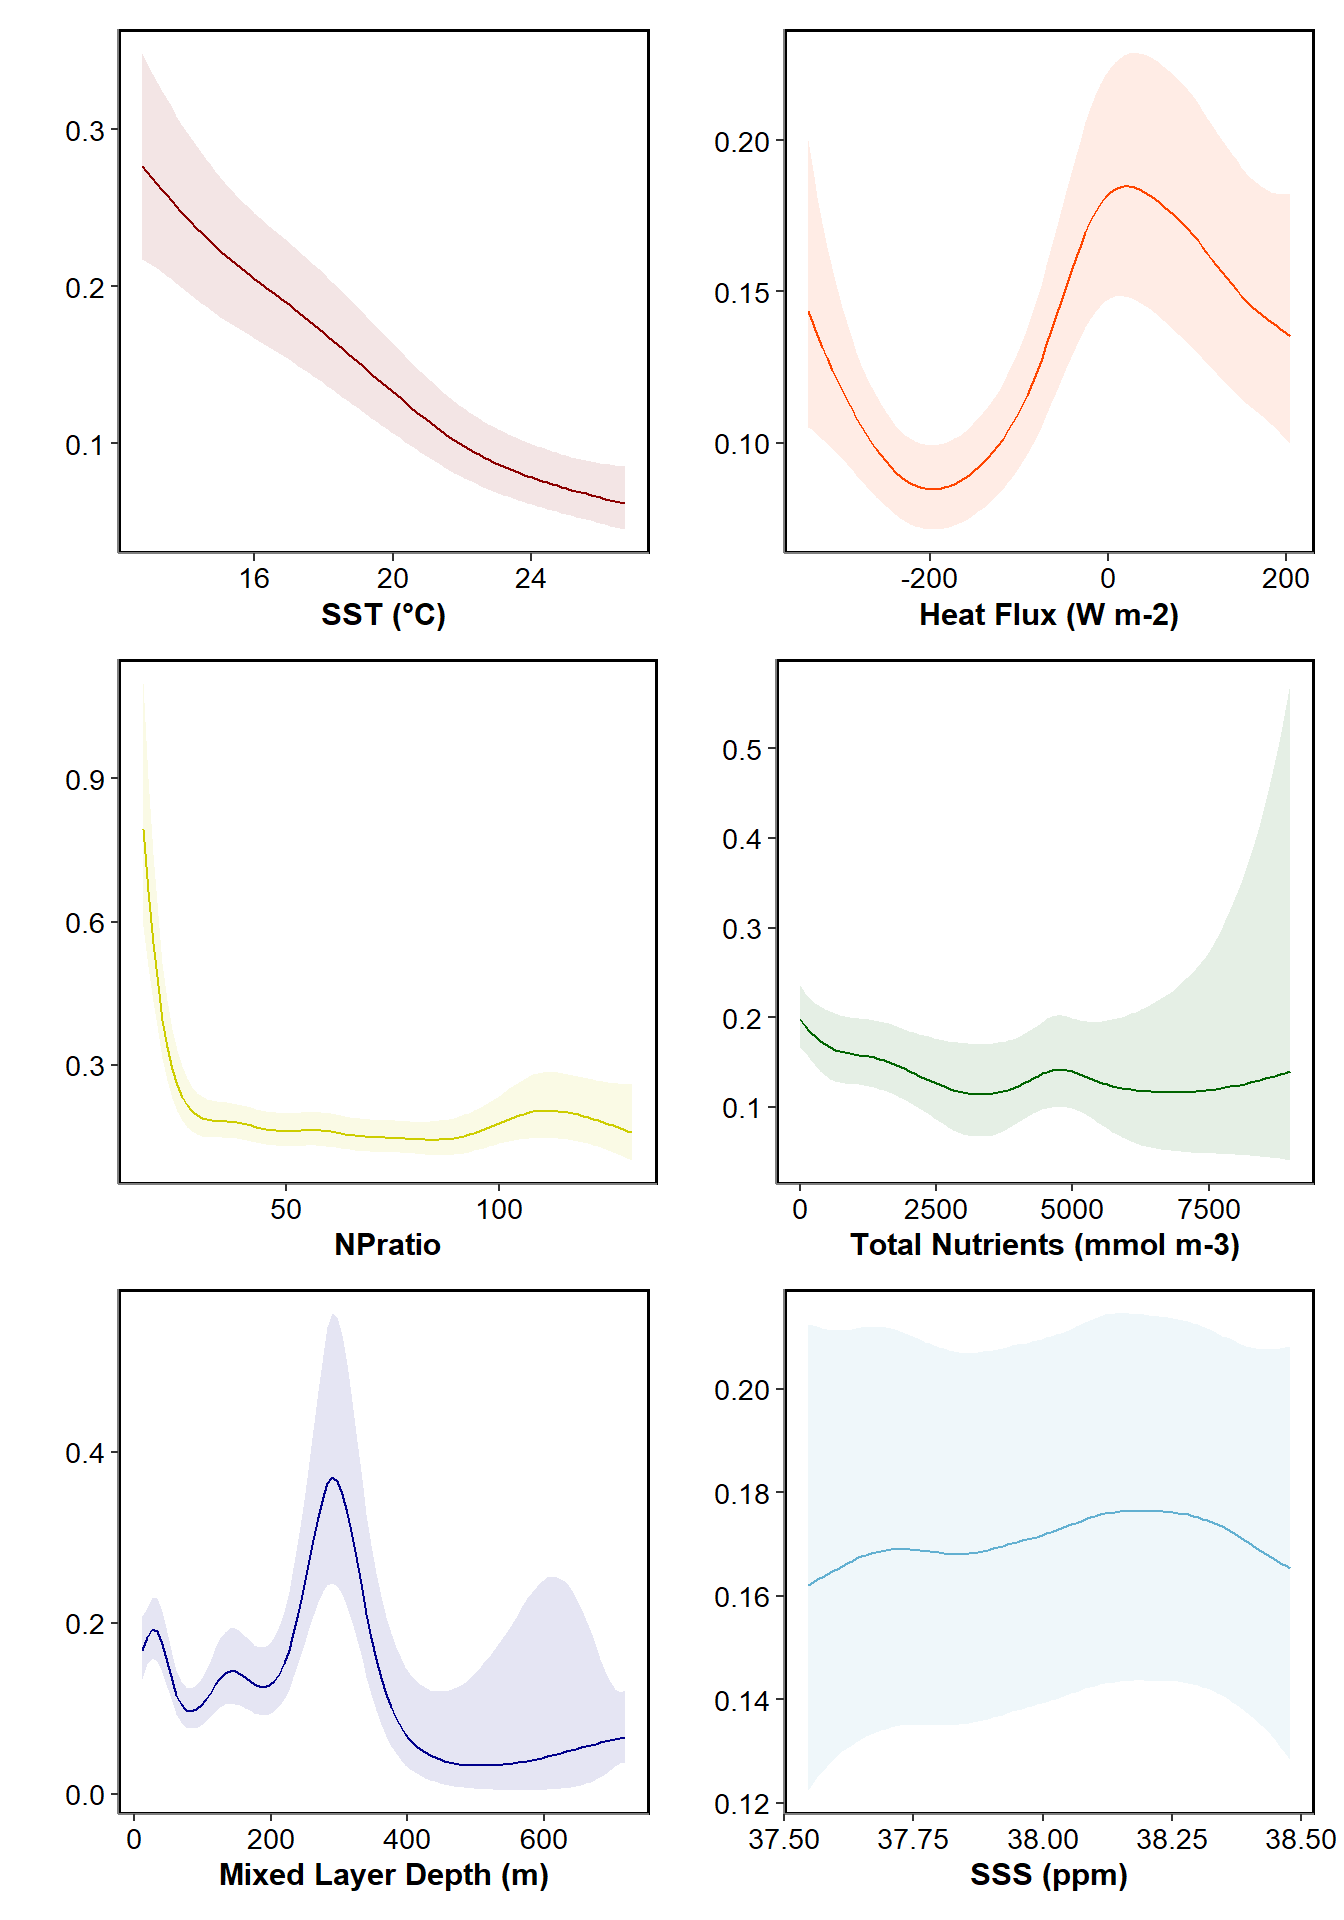 0.3
0.2
0.1
16 20 24
SST (°C)
0.20
0.15
0.10
-200 0 200
Heat Flux (W m-2)
0.9
0.6
0.3
50 100
NPratio
0.5
0.4
0.3
0.2
0.1
0 2500 5000 7500
Total Nutrients (mmol m-3)
0.4
0.2
0.0
0 200 400 600
Mixed Layer Depth (m)
0.20
0.18
0.16
0.14
0.12
37.50 37.75 38.00 38.25 38.50
SSS (ppm)